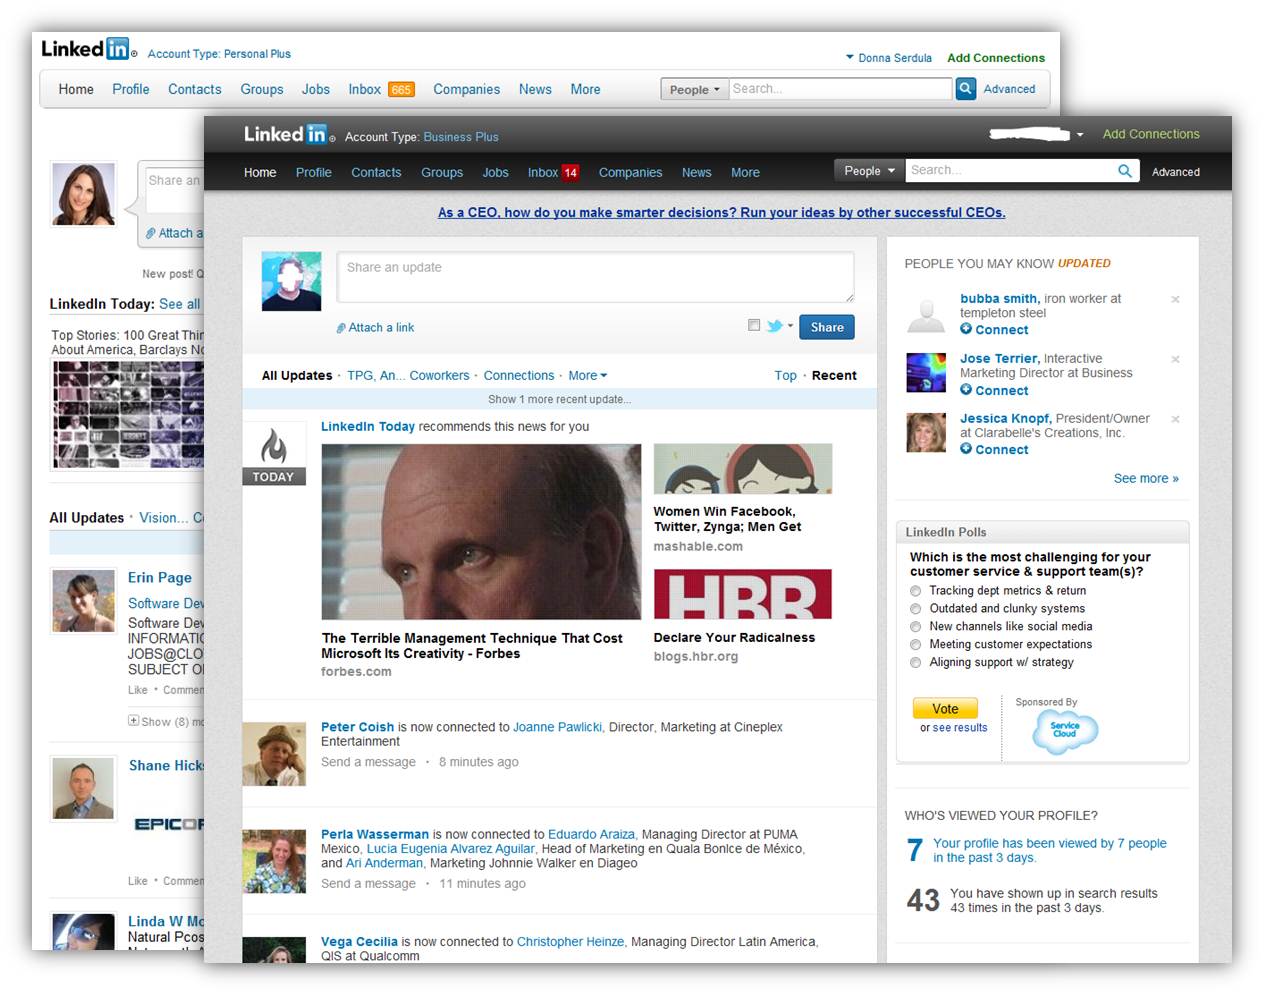 Linked in
Account Type: Personal Plus
Donna Serdula
Add Connections
Home Profile Contacts Groups Jobs Inbox 665 Companies News More
People Search... Advanced
Share an
Attach a
New post! Q
LinkedIn Today: See all
Top Stories: 100 Great Thin
About America, Barclays No
All Updates · Vision... Co
Erin Page
Software Dev
Software Dev
INFORMATIO
JOBS@CLO
SUBJECT O
Like · Commen
Show (8) mo
Shane Hicks
EPICOR
Like · Commen
Linda W Mc
Natural Pcos
Linked in
Account Type: Business Plus
Add Connections
Home Profile Contacts Groups Jobs Inbox 14 Companies News More
People Search... Advanced
As a CEO, how do you make smarter decisions? Run your ideas by other successful CEOs.
Share an update
Attach a link
Share
All Updates · TPG, An... Coworkers · Connections · More
Top · Recent
Show 1 more recent update...
TODAY
LinkedIn Today recommends this news for you
The Terrible Management Technique That Cost
Microsoft Its Creativity - Forbes
forbes.com
Women Win Facebook,
Twitter, Zynga; Men Get
mashable.com
HBR
Declare Your Radicalness
blogs.hbr.org
Peter Coish is now connected to Joanne Pawlicki, Director, Marketing at Cineplex
Entertainment
Send a message · 8 minutes ago
Perla Wasserman is now connected to Eduardo Araiza, Managing Director at PUMA
Mexico, Lucia Eugenia Alvarez Aguilar, Head of Marketing en Quala Bonlce de México,
and Ari Anderman, Marketing Johnnie Walker en Diageo
Send a message · 11 minutes ago
Vega Cecilia is now connected to Christopher Heinze, Managing Director Latin America,
QIS at Qualcomm
PEOPLE YOU MAY KNOW UPDATED
bubba smith, iron worker at
templeton steel
Connect
Jose Terrier, Interactive
Marketing Director at Business
Connect
Jessica Knopf, President/Owner
at Clarabelle's Creations, Inc.
Connect
See more »
LinkedIn Polls
Which is the most challenging for your
customer service & support team(s)?
Tracking dept metrics & return
Outdated and clunky systems
New channels like social media
Meeting customer expectations
Aligning support w/ strategy
Vote
or see results
Sponsored By
Service
Cloud
WHO'S VIEWED YOUR PROFILE?
7 Your profile has been viewed by 7 people
in the past 3 days.
43 You have shown up in search results
43 times in the past 3 days.